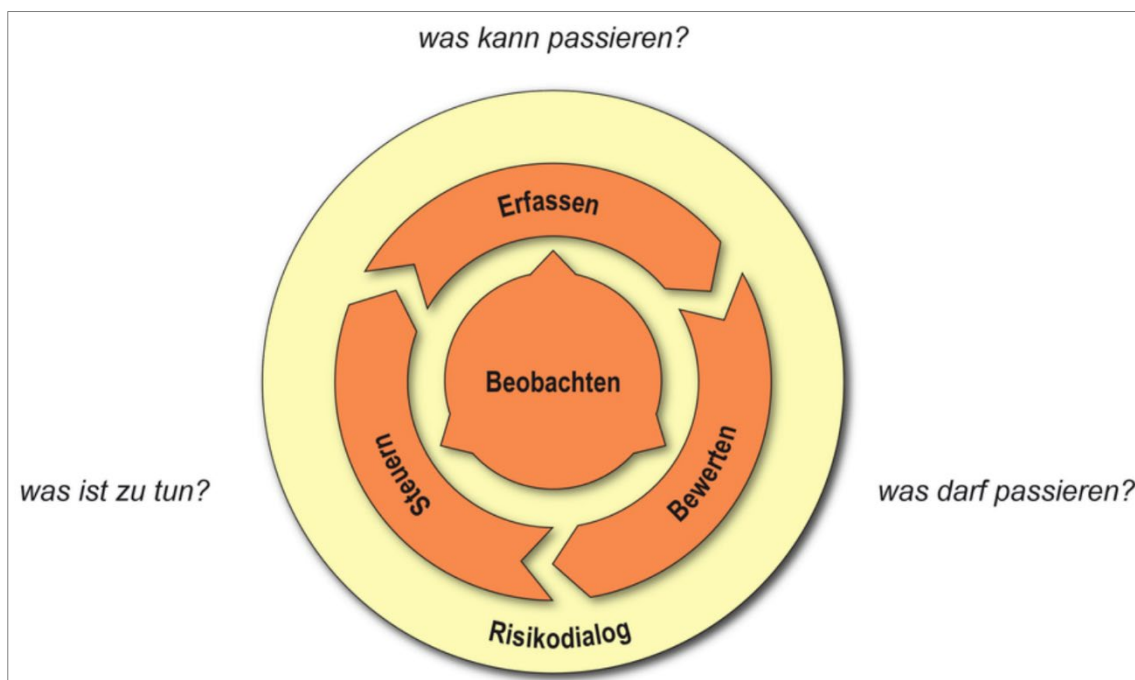 was kann passieren?
Erfassen
Beobachten
Steuern
Bewerten
was ist zu tun?
was darf passieren?
Risikodialog